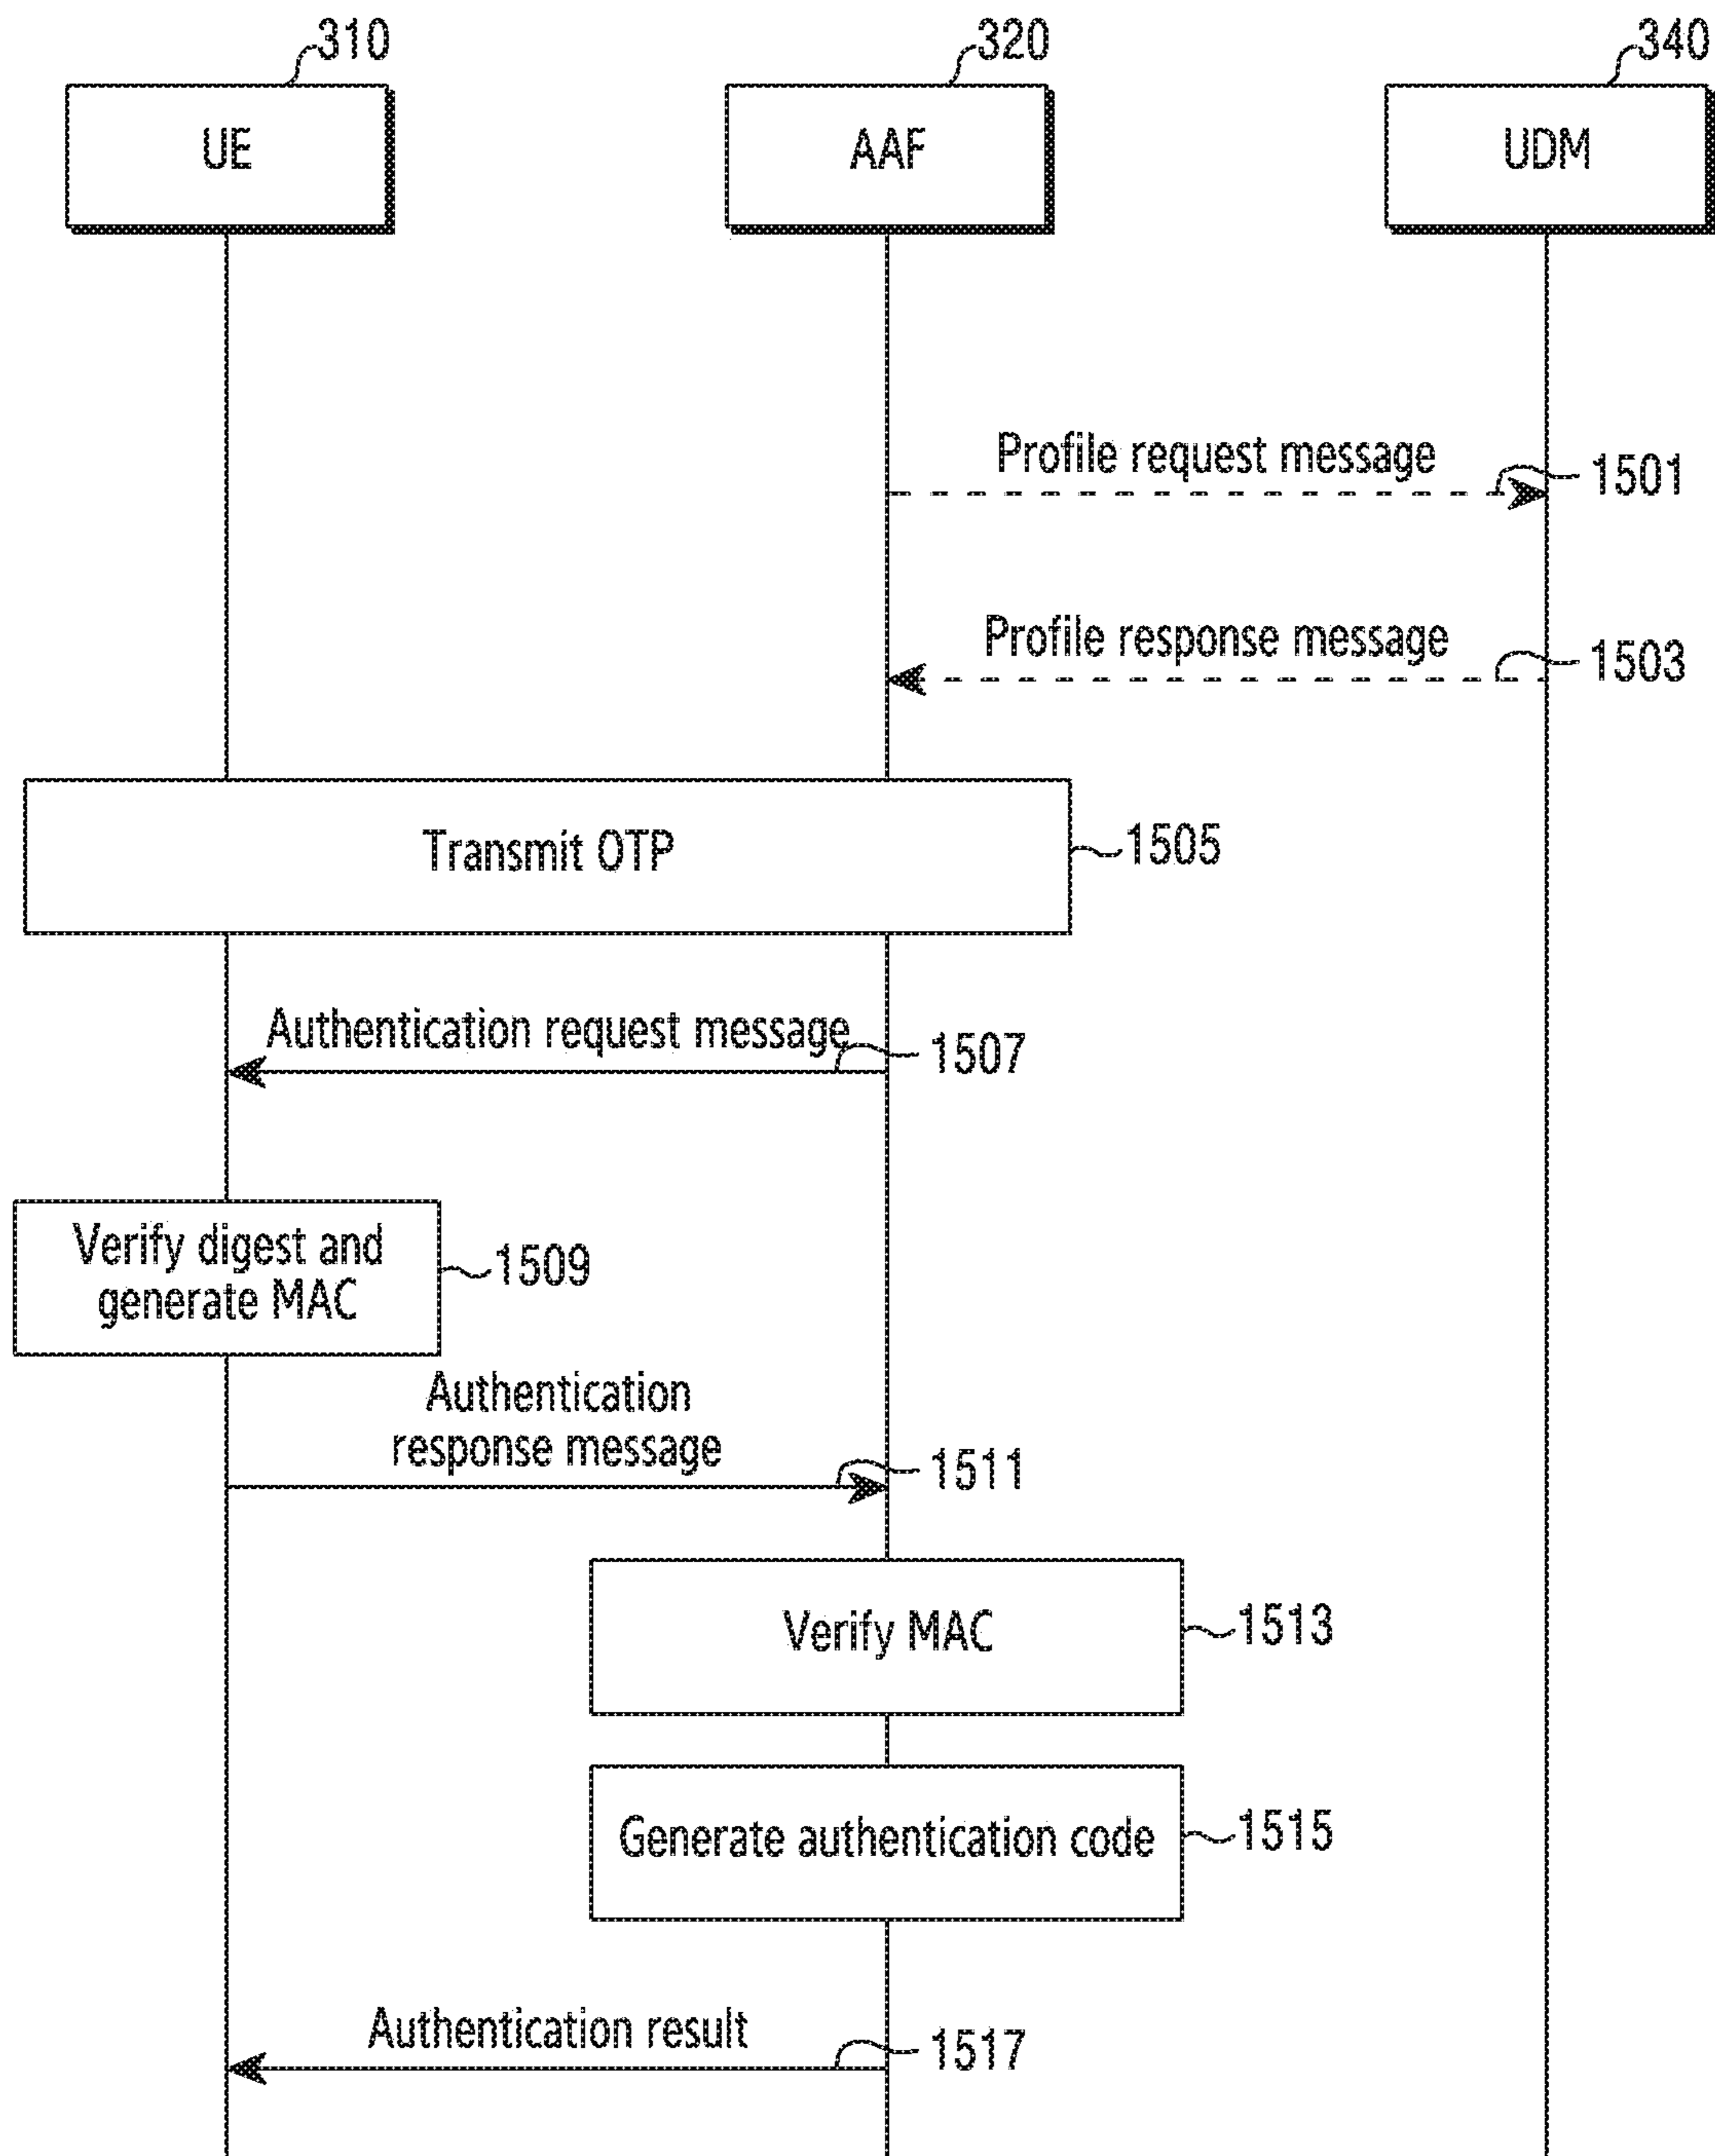 310
320
340
UE
AAF
UDM
Profile request message
1501
Profile response message
1503
Transmit OTP
1505
Authentication request message
1507
Verify digest and
generate MAC
1509
Authentication
response message
1511
Verify MAC
1513
Generate authentication code
1515
Authentication result
1517